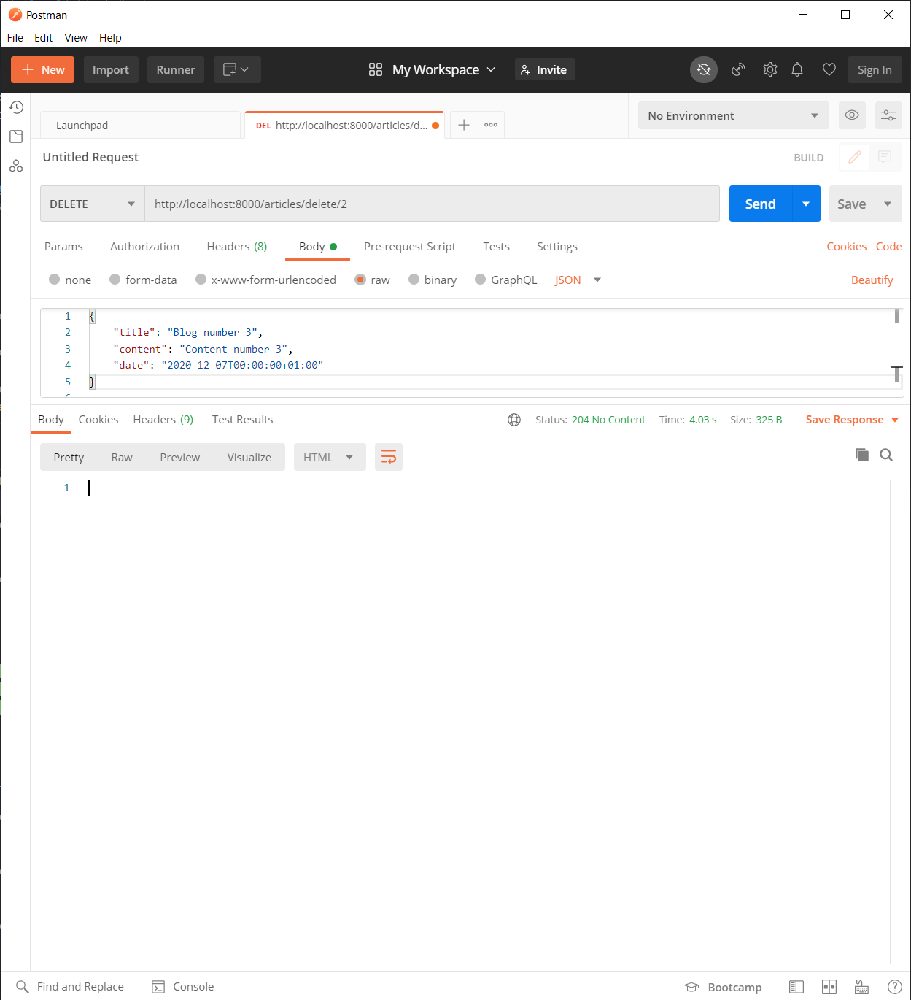 Postman
File Edit View Help
New Import Runner My Workspace Invite Sign In
Launchpad DEL http://localhost:8000/articles/d... No Environment
Untitled Request BUILD
DELETE http://localhost:8000/articles/delete/2 Send Save
Params Authorization Headers (8) Body Pre-request Script Tests Settings Cookies Code
none form-data x-www-form-urlencoded raw binary GraphQL JSON Beautify
1 {
2 "title": "Blog number 3",
3 "content": "Content number 3",
4 "date": "2020-12-07T00:00:00+01:00"
5 }
Body Cookies Headers (9) Test Results Status: 204 No Content Time: 4.03 s Size: 325 B Save Response
Pretty Raw Preview Visualize HTML
1
Find and Replace Console Bootcamp